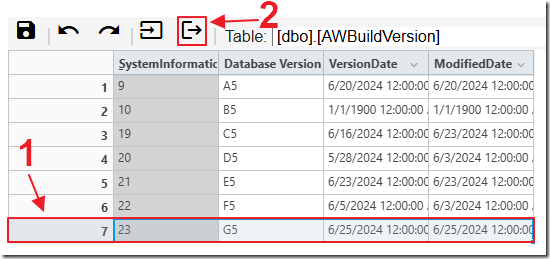 2
Table: [dbo].[AWBuildVersion]
SystemInformatic Database Version VersionDate ModifiedDate
1 9 A5 6/20/2024 12:00:00 6/20/2024 12:00:00
2 10 B5 1/1/1900 12:00:00 A 1/1/1900 12:00:00 A
3 19 C5 6/16/2024 12:00:00 6/23/2024 12:00:00
4 20 D5 5/28/2024 12:00:00 6/3/2024 12:00:00 A
1
5 21 E5 6/23/2024 12:00:00 6/23/2024 12:00:00
6 22 F5 6/5/2024 12:00:00 A 6/3/2024 12:00:00 A
7 23 G5 6/25/2024 12:00:00 6/25/2024 12:00:00